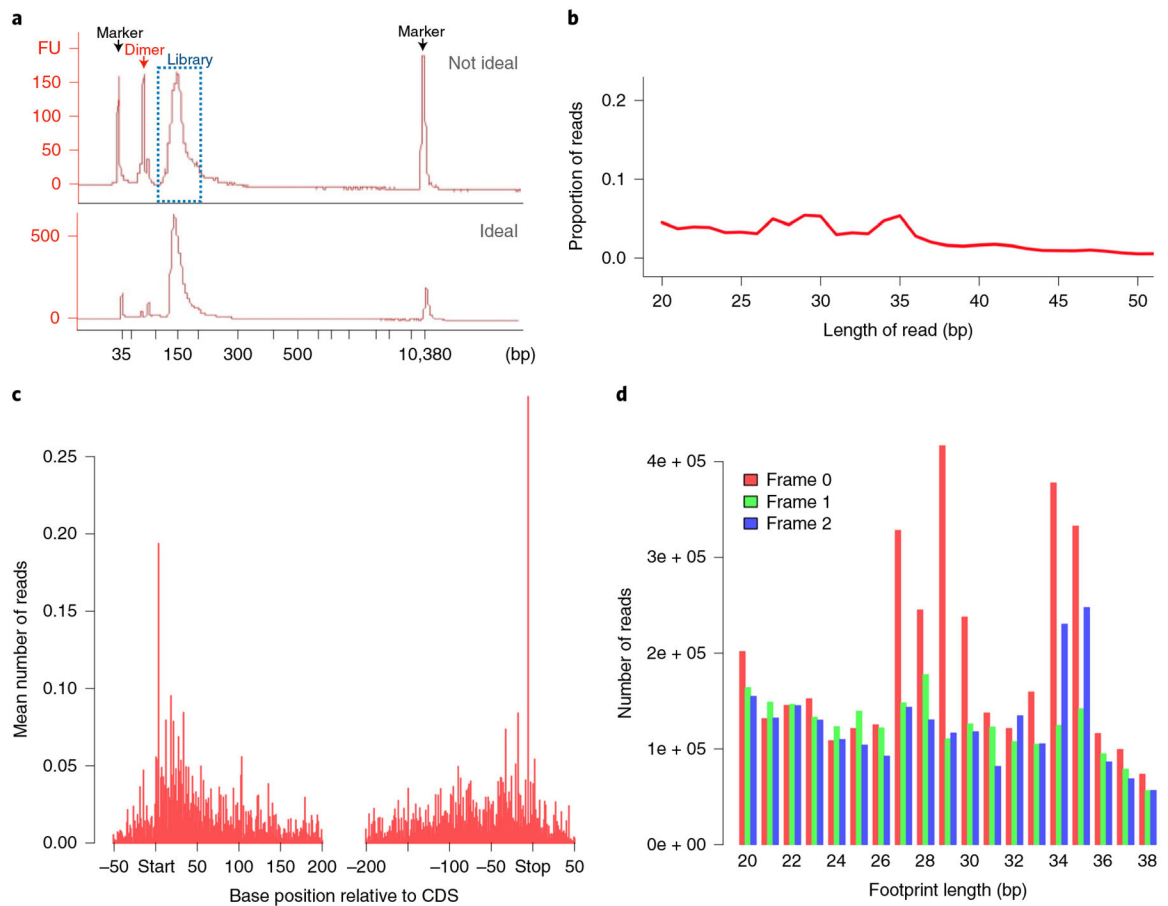 a
Marker
Marker
FU
Dimer
Library
Not ideal
150
100
50
0
Ideal
500
0
35 150 300 500 10,380 (bp)
b
Proportion of reads
0.2
0.1
0.0
20 25 30 35 40 45 50
Length of read (bp)
c
Mean number of reads
0.25
0.20
0.15
0.10
0.05
0.00
–50 Start 50 100 150 200 –200 –100 –50 Stop 50
Base position relative to CDS
d
Number of reads
4e + 05
3e + 05
2e + 05
1e + 05
0e + 00
Frame 0
Frame 1
Frame 2
20 22 24 26 28 30 32 34 36 38
Footprint length (bp)